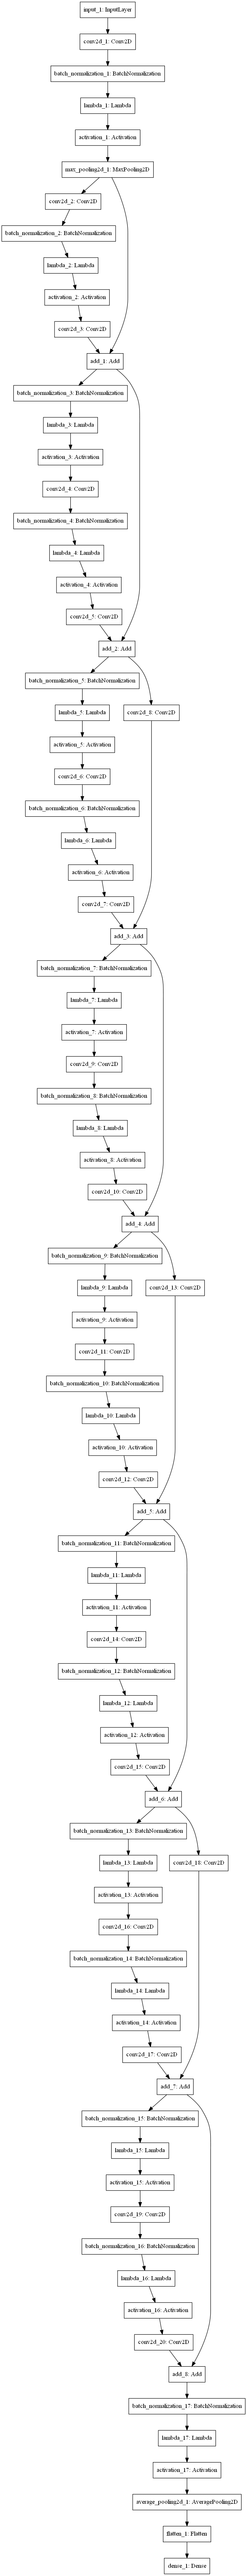 input_1: InputLayer
conv2d_1: Conv2D
batch_normalization_1: BatchNormalization
lambda_1: Lambda
activation_1: Activation
max_pooling2d_1: MaxPooling2D
conv2d_2: Conv2D
batch_normalization_2: BatchNormalization
lambda_2: Lambda
activation_2: Activation
conv2d_3: Conv2D
add_1: Add
batch_normalization_3: BatchNormalization
lambda_3: Lambda
activation_3: Activation
conv2d_4: Conv2D
batch_normalization_4: BatchNormalization
lambda_4: Lambda
activation_4: Activation
conv2d_5: Conv2D
add_2: Add
batch_normalization_5: BatchNormalization
lambda_5: Lambda
conv2d_8: Conv2D
activation_5: Activation
conv2d_6: Conv2D
batch_normalization_6: BatchNormalization
lambda_6: Lambda
activation_6: Activation
conv2d_7: Conv2D
add_3: Add
batch_normalization_7: BatchNormalization
lambda_7: Lambda
activation_7: Activation
conv2d_9: Conv2D
batch_normalization_8: BatchNormalization
lambda_8: Lambda
activation_8: Activation
conv2d_10: Conv2D
add_4: Add
batch_normalization_9: BatchNormalization
lambda_9: Lambda
conv2d_13: Conv2D
activation_9: Activation
conv2d_11: Conv2D
batch_normalization_10: BatchNormalization
lambda_10: Lambda
activation_10: Activation
conv2d_12: Conv2D
add_5: Add
batch_normalization_11: BatchNormalization
lambda_11: Lambda
activation_11: Activation
conv2d_14: Conv2D
batch_normalization_12: BatchNormalization
lambda_12: Lambda
activation_12: Activation
conv2d_15: Conv2D
add_6: Add
batch_normalization_13: BatchNormalization
lambda_13: Lambda
conv2d_18: Conv2D
activation_13: Activation
conv2d_16: Conv2D
batch_normalization_14: BatchNormalization
lambda_14: Lambda
activation_14: Activation
conv2d_17: Conv2D
add_7: Add
batch_normalization_15: BatchNormalization
lambda_15: Lambda
activation_15: Activation
conv2d_19: Conv2D
batch_normalization_16: BatchNormalization
lambda_16: Lambda
activation_16: Activation
conv2d_20: Conv2D
add_8: Add
batch_normalization_17: BatchNormalization
lambda_17: Lambda
activation_17: Activation
average_pooling2d_1: AveragePooling2D
flatten_1: Flatten
dense_1: Dense